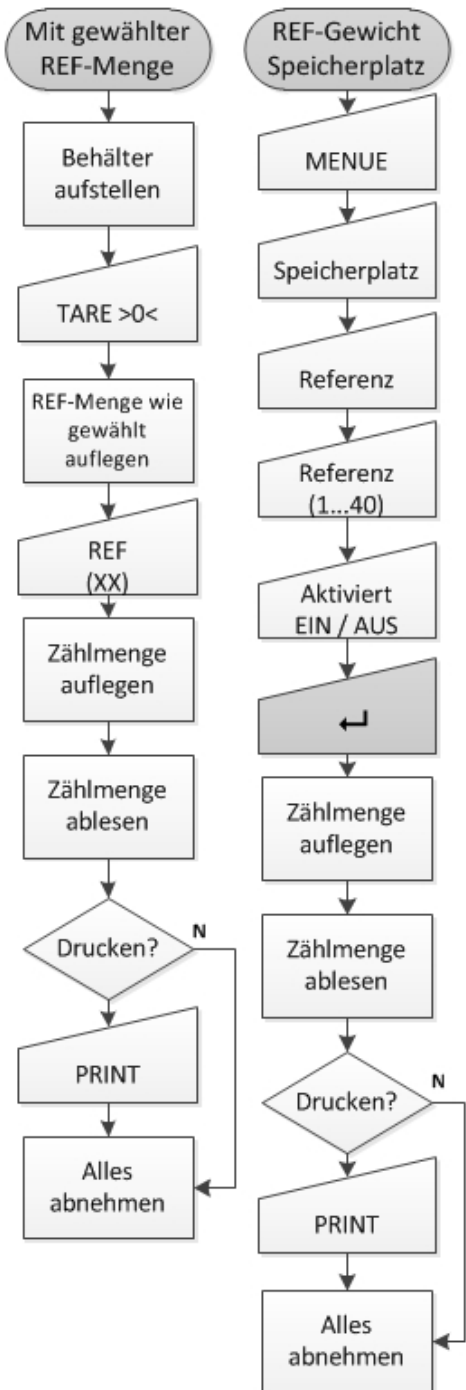 Mit gewählter
REF-Menge
Behälter
aufstellen
TARE >0<
REF-Menge wie
gewählt
auflegen
REF
(XX)
Zählmenge
auflegen
Zählmenge
ablesen
Drucken?
N
PRINT
Alles
abnehmen
REF-Gewicht
Speicherplatz
MENUE
Speicherplatz
Referenz
Referenz
(1...40)
Aktiviert
EIN / AUS
Zählmenge
auflegen
Zählmenge
ablesen
Drucken?
N
PRINT
Alles
abnehmen